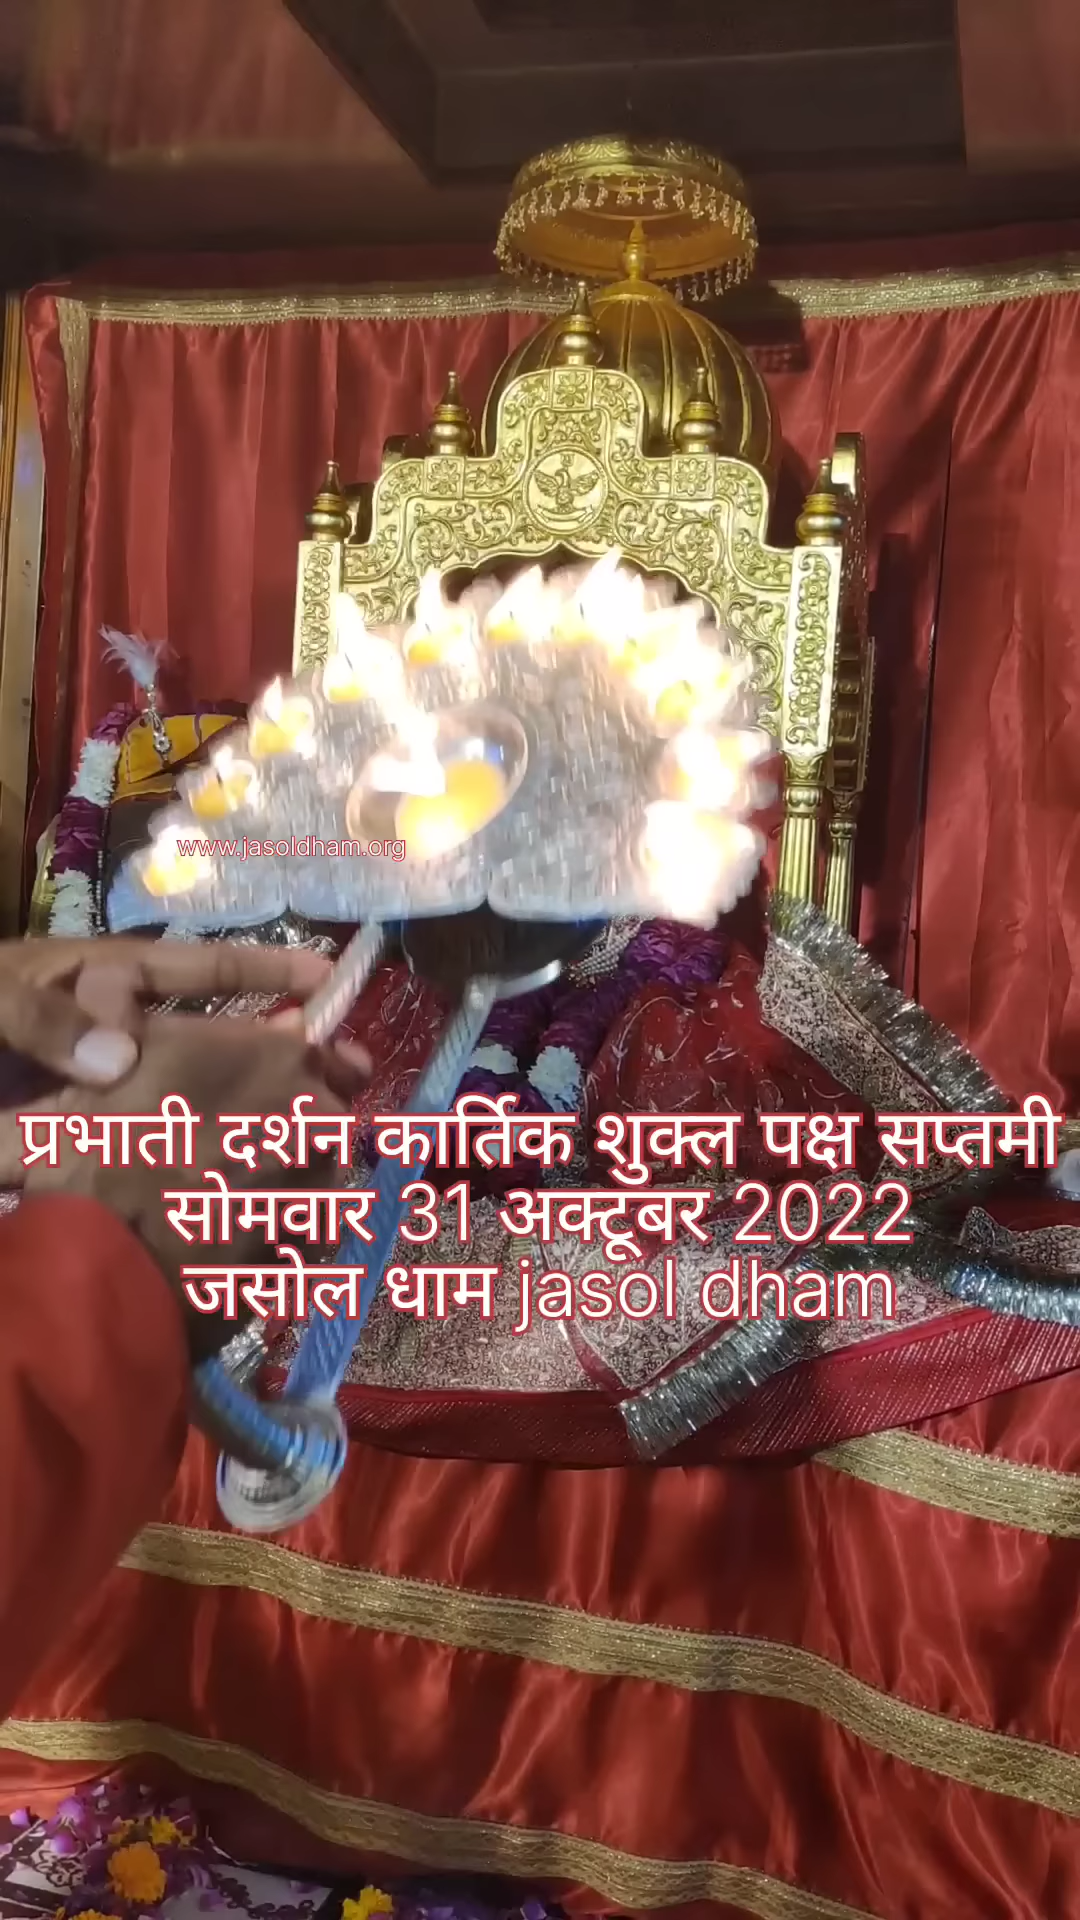 www.jasoldham.org
प्रभाती दर्शन कार्तिक शुक्ल पक्ष सप्तमी
सोमवार 31 अक्टूबर 2022
जसोल धाम jasol dham